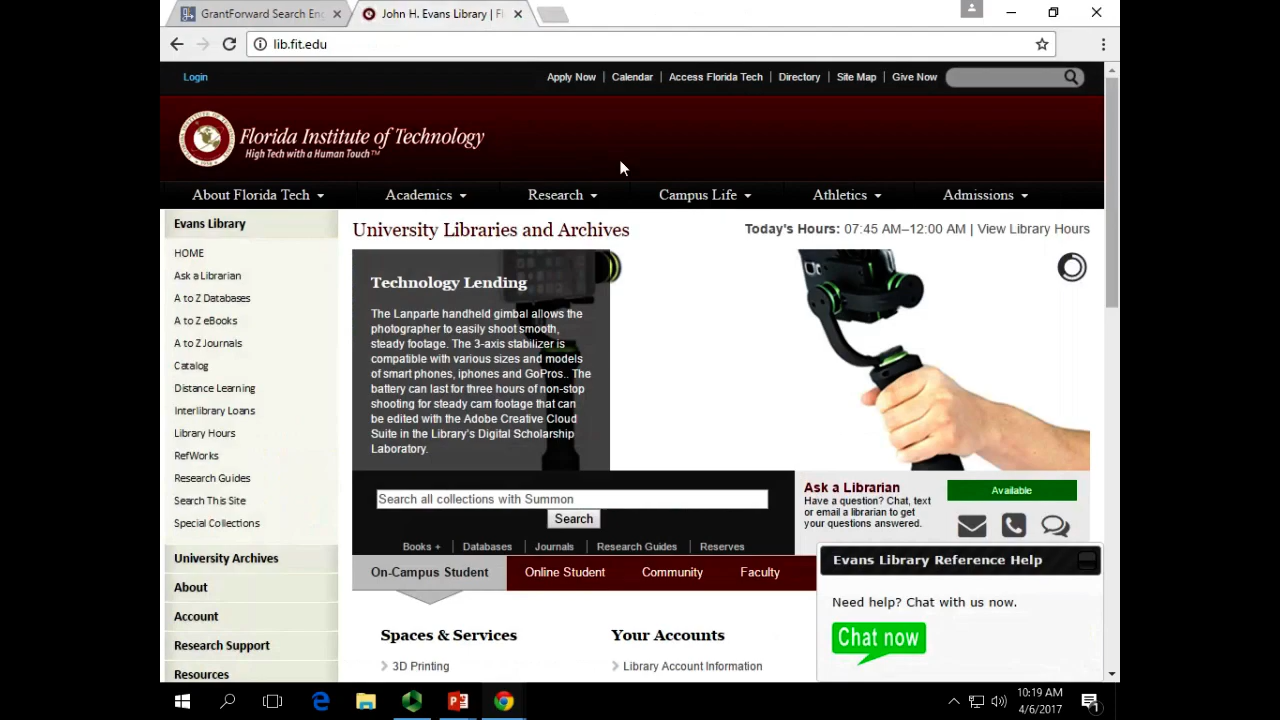 GrantForward Search En
John H. Evans Library | F
lib.fit.edu
Login
Apply Now | Calendar | Access Florida Tech | Directory | Site Map | Give Now
Florida Institute of Technology
High Tech with a Human Touch™
About Florida Tech Academics Research Campus Life Athletics Admissions
Evans Library
HOME
Ask a Librarian
A to Z Databases
A to Z eBooks
A to Z Journals
Catalog
Distance Learning
Interlibrary Loans
Library Hours
RefWorks
Research Guides
Search This Site
Special Collections
University Archives
About
Account
Research Support
Resources
University Libraries and Archives
Today's Hours: 07:45 AM–12:00 AM | View Library Hours
Technology Lending
The Lanparte handheld gimbal allows the
photographer to easily shoot smooth,
steady footage. The 3-axis stabilizer is
compatible with various sizes and models
of smart phones, iphones and GoPros.. The
battery can last for three hours of non-stop
shooting for steady cam footage that can
be edited with the Adobe Creative Cloud
Suite in the Library's Digital Scholarship
Laboratory.
Search all collections with Summon
Search
Books + | Databases | Journals | Research Guides | Reserves
Ask a Librarian
Have a question? Chat, text
or email a librarian to get
your questions answered.
Available
On-Campus Student Online Student Community Faculty
Spaces & Services
3D Printing
Your Accounts
Library Account Information
Evans Library Reference Help
Need help? Chat with us now.
Chat now
10:19 AM
4/6/2017
1